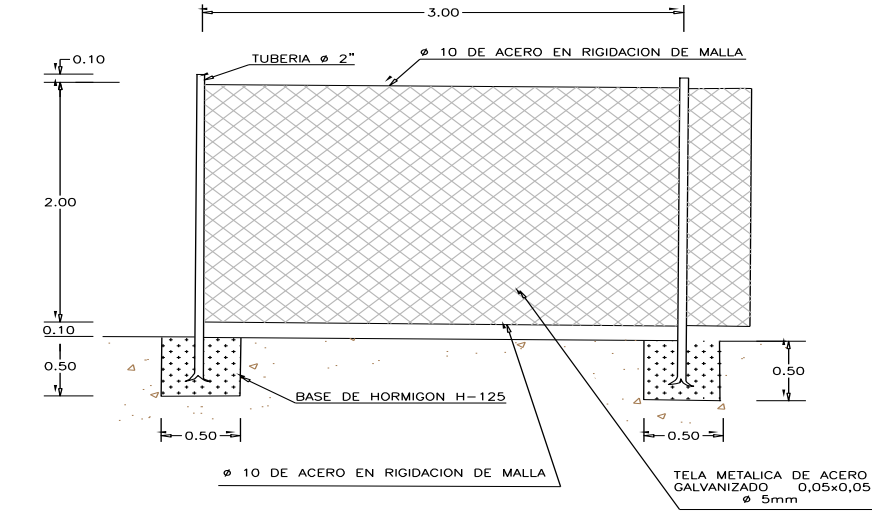 3.00
0.10
TUBERIA ø 2"
ø 10 DE ACERO EN RIGIDACION DE MALLA
2.00
0.10
0.50
0.50
BASE DE HORMIGON H-125
0.50
0.50
ø 10 DE ACERO EN RIGIDACION DE MALLA
TELA METALICA DE ACERO
GALVANIZADO 0,05x0,05
ø 5mm